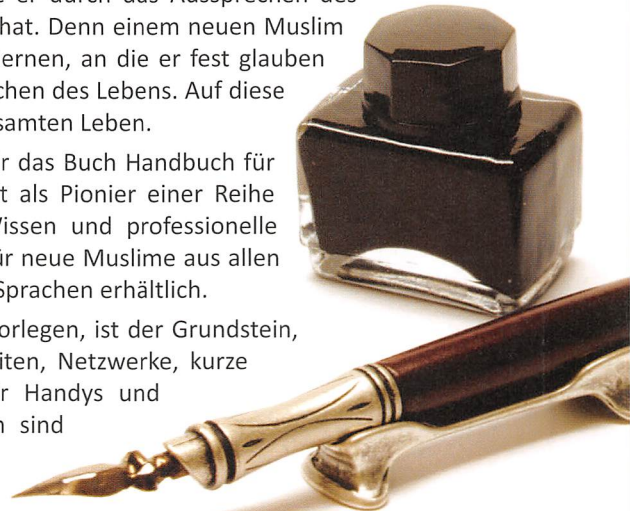 durch das Aussprechen des
hat. Denn einem neuen Muslim
ernen, an die er fest glauben
chen des Lebens. Auf diese
samten Leben.
r das Buch Handbuch für
t als Pionier einer Reihe
Wissen und professionelle
ür neue Muslime aus allen
Sprachen erhältlich.
orlegen, ist der Grundstein,
iten, Netzwerke, kurze
r Handys und
n sind